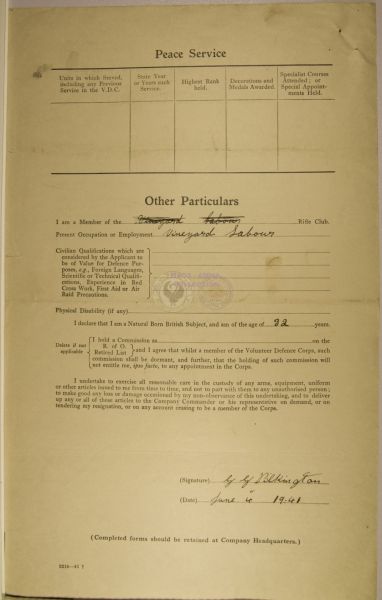 Peace Service
Units in which Served, including any Previous Service in the V.D.C.
State Year or Years each Service.
Highest Rank held.
Decorations and Medals Awarded.
Specialist Courses Attended; or Special Appointments Held.
Other Particulars
I am a Member of the Vineyard Labour Rifle Club.
Present Occupation or Employment Vineyard Labour
Civilian Qualifications which are
considered by the Applicant to
be of Value for Defence Pur-
poses, e.g., Foreign Languages,
Scientific or Technical Qualifi-
cations, Experience in Red
Cross Work, First Aid or Air
Raid Precautions.
Physical Disability (if any)
I declare that I am a Natural Born British Subject, and am of the age of 32 years.
Delete if not applicable
I hold a Commission as on the
R. of O.
Retired List
and I agree that whilst a member of the Volunteer Defence Corps, such
commission shall be dormant, and further, that the holding of such commission will
not entitle me, ipso facto, to any appointment in the Corps.
I undertake to exercise all reasonable care in the custody of any arms, equipment, uniform
or other articles issued to me from time to time, and not to part with them to any unauthorised person;
to make good any loss or damage occasioned by my non-observance of this undertaking, and to deliver
up any or all of these articles to the Company Commander or his representative on demand, or on
tendering my resignation, or on any account ceasing to be a member of the Corps.
(Signature) G G Pilkington
(Date) June 1941
(Completed forms should be retained at Company Headquarters.)